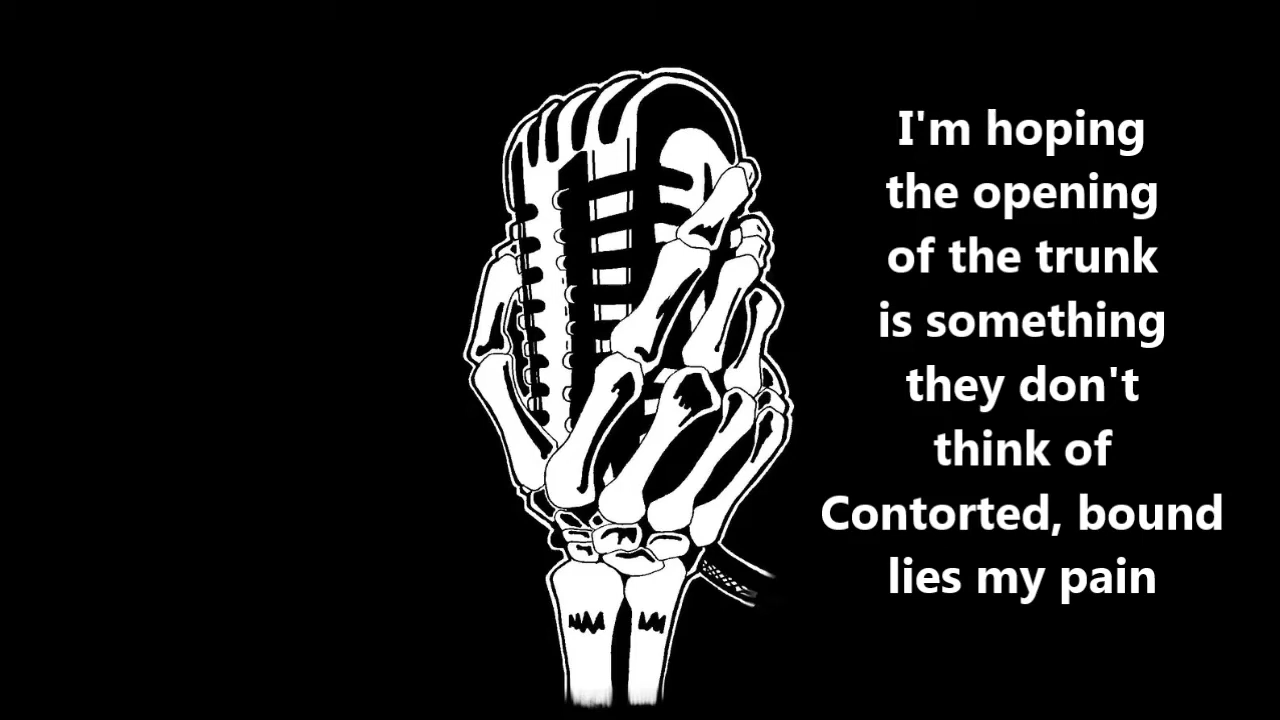 I'm hoping
the opening
of the trunk
is something
they don't
think of
Contorted, bound
lies my pain